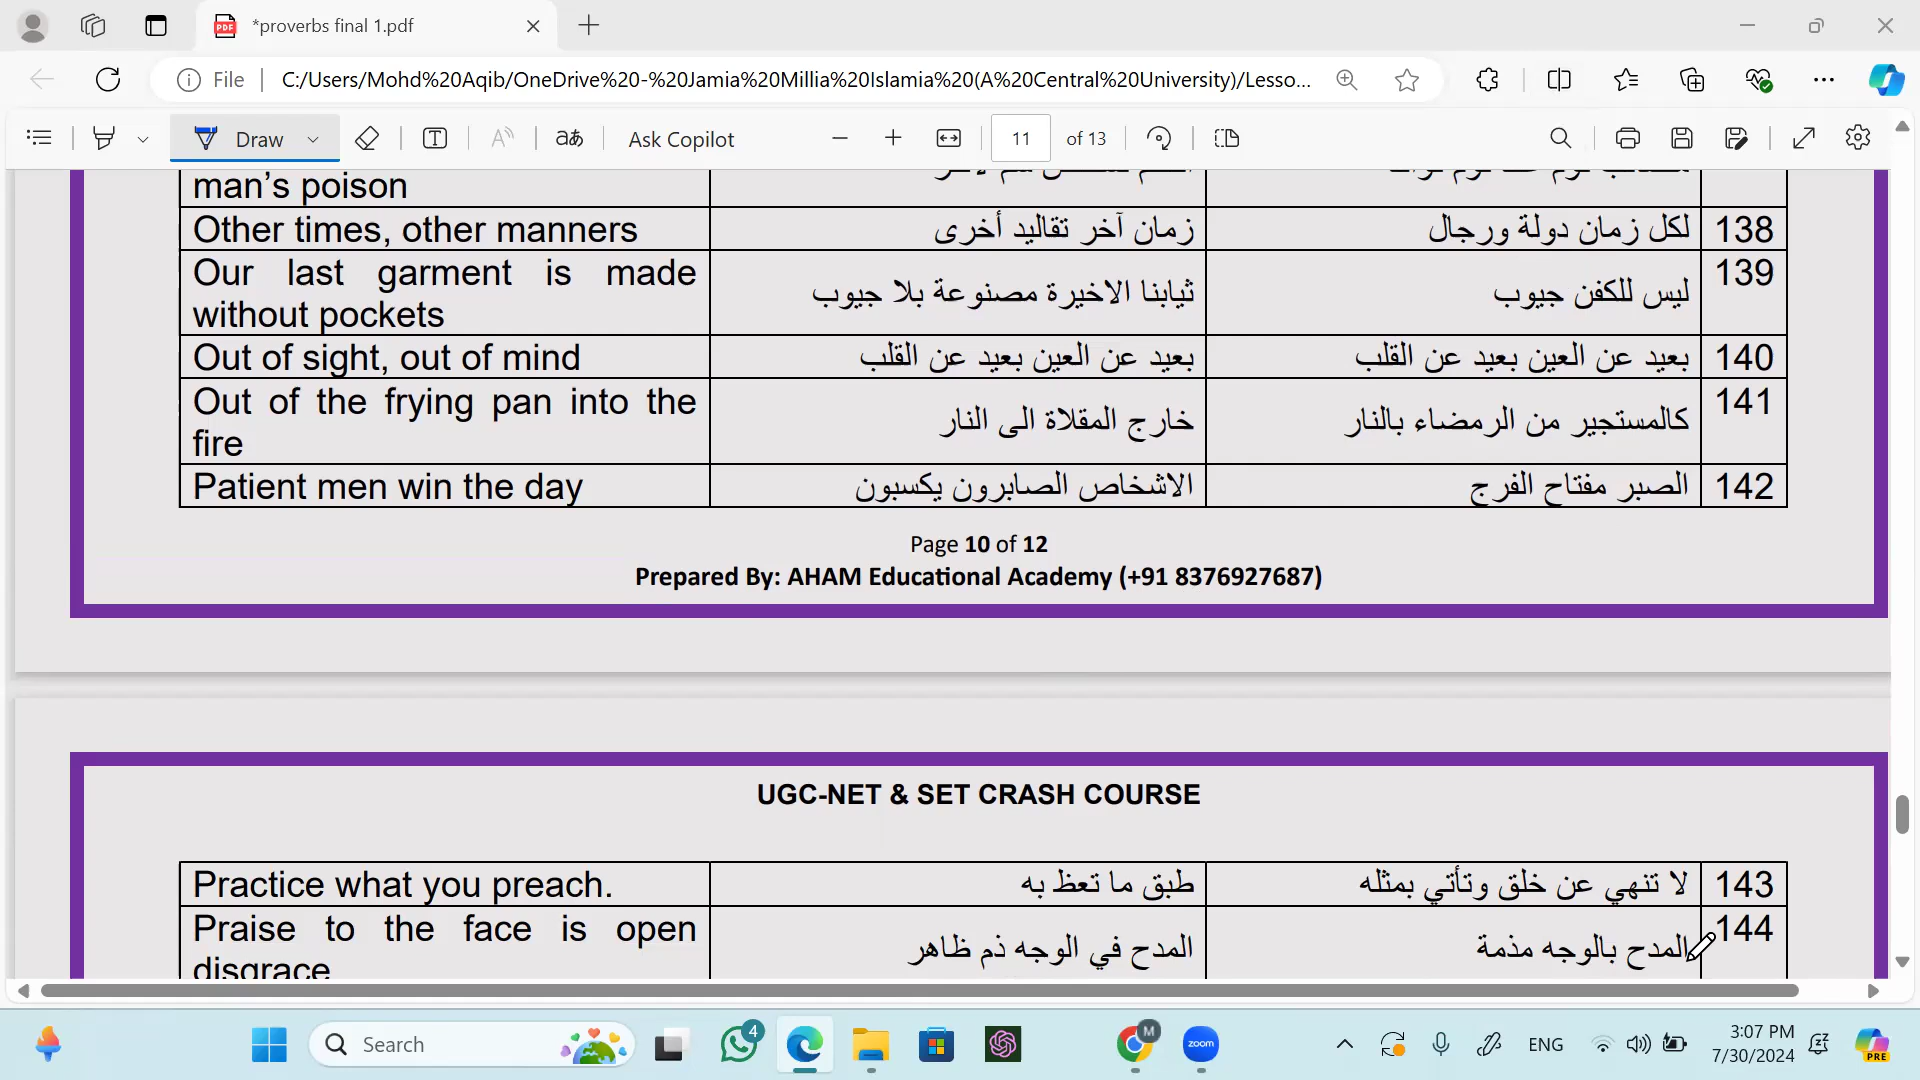 *proverbs final 1.pdf
File
C:/Users/Mohd%20Aqib/OneDrive%20-%20Jamia%20Millia%20Islamia%20(A%20Central%20University)/Lesso...
Draw
aあ
Ask Copilot
11 of 13
man's poison
Other times, other manners
زمان آخر تقاليد أخرى
لكل زمان دولة ورجال
138
Our last garment is made
without pockets
ثيابنا الاخيرة مصنوعة بلا جيوب
ليس للكفن جيوب
139
Out of sight, out of mind
بعيد عن العين بعيد عن القلب
بعيد عن العين بعيد عن القلب
140
Out of the frying pan into the
fire
خارج المقلاة الى النار
كالمستجير من الرمضاء بالنار
141
Patient men win the day
الاشخاص الصابرون يكسبون
الصبر مفتاح الفرج
142
Page 10 of 12
Prepared By: AHAM Educational Academy (+91 8376927687)
UGC-NET & SET CRASH COURSE
Practice what you preach.
طبق ما تعظ به
لا تنهي عن خلق وتأتي بمثله
143
Praise to the face is open
disgrace
المدح في الوجه ذم ظاهر
المدح بالوجه مذمة
144
Search
4
M
zoom
ENG
3:07 PM
7/30/2024
PRE